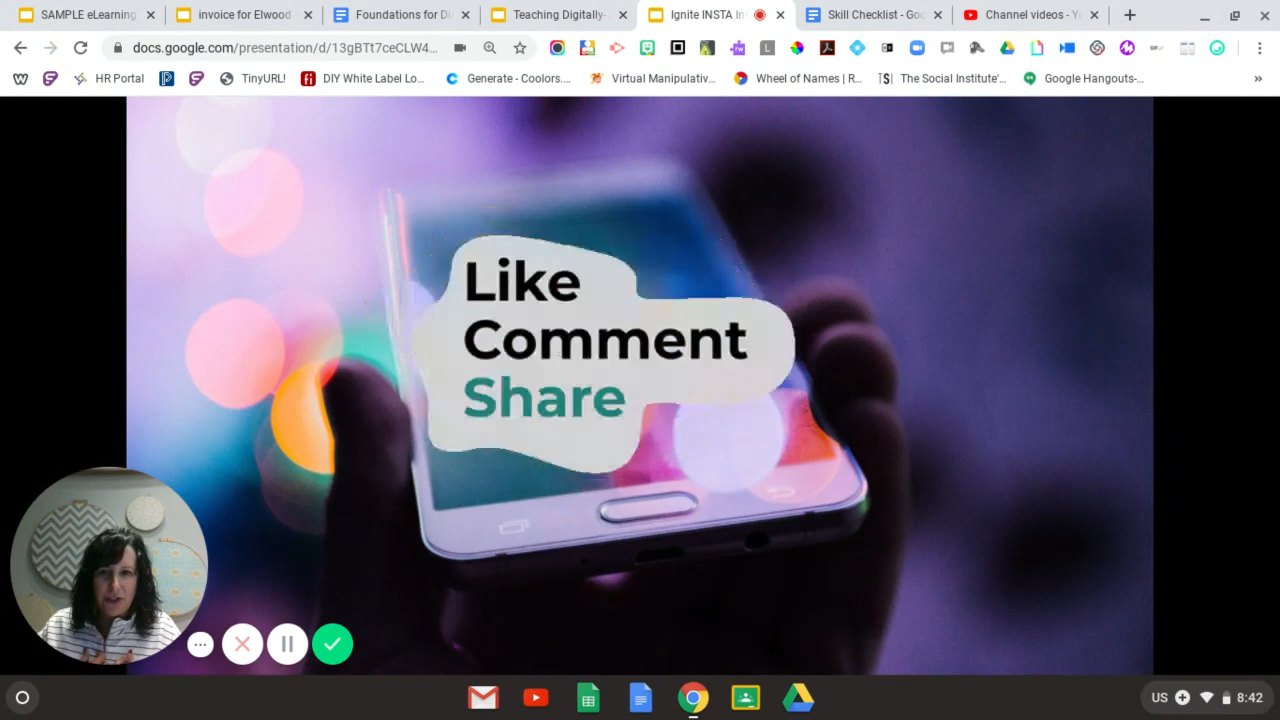 SAMPLE eLearning
invoice for Elwood
Foundations for Di
Teaching Digitally-
Ignite INSTA In
Skill Checklist - Goo
Channel videos - Y
docs.google.com/presentation/d/13gBTt7ceCLW4...
HR Portal
TinyURL!
DIY White Label Lo...
Generate - Coolors....
Virtual Manipulativ...
Wheel of Names | R...
The Social Institute'...
Google Hangouts-...
Like
Comment
Share
US
8:42